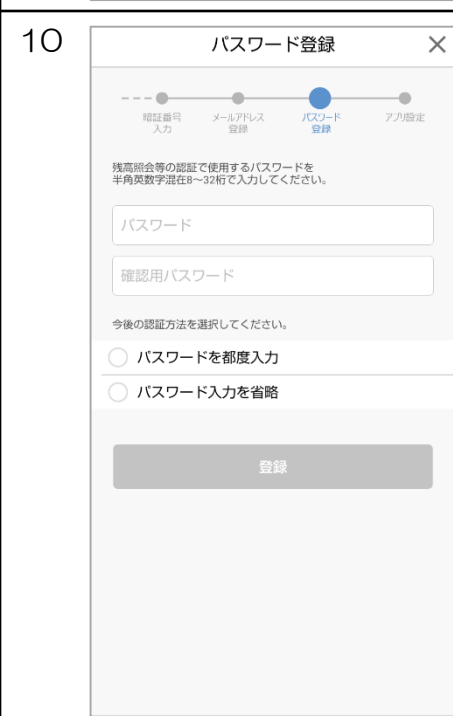 10
パスワード登録
暗証番号
入力
メールアドレス
登録
パスワード
登録
アプリ設定
残高照会等の認証で使用するパスワードを
半角英数字混在8~32桁で入力してください。
パスワード
確認用パスワード
今後の認証方法を選択してください。
パスワードを都度入力
パスワード入力を省略
登録